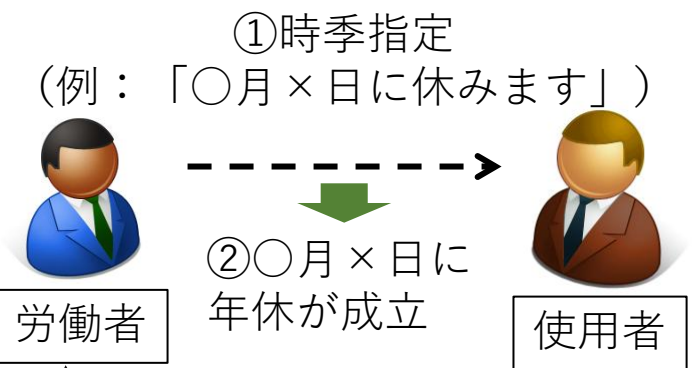 ①時季指定
（例：「○月×日に休みます」）
②○月×日に
年休が成立
労働者
使用者